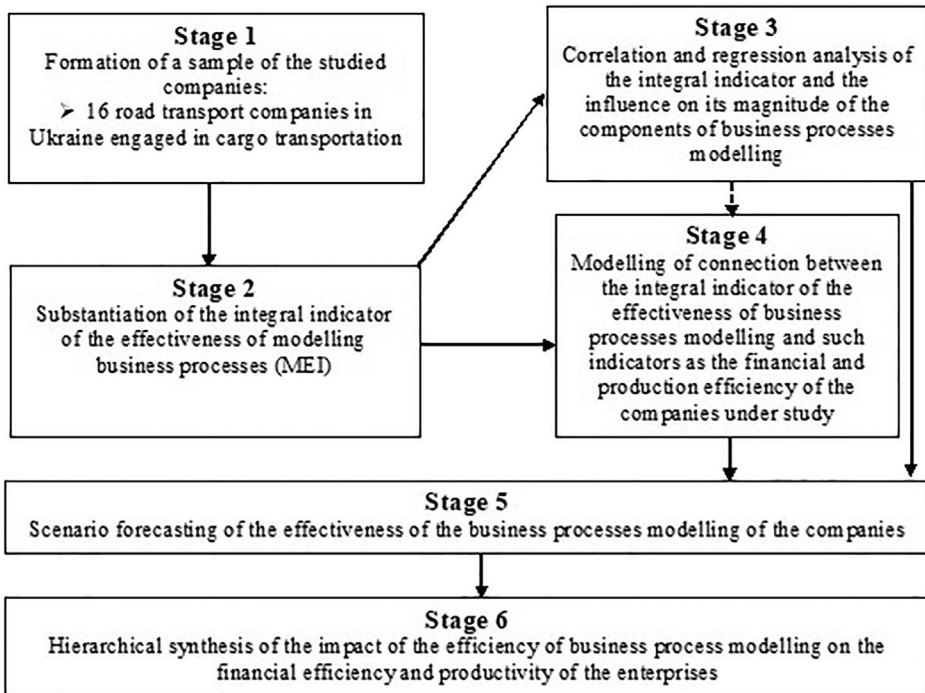 Stage 1
Formation of a sample of the studied
companies:
➢ 16 road transport companies in
Ukraine engaged in cargo transportation
Stage 2
Substantiation of the integral indicator
of the effectiveness of modelling
business processes (MEI)
Stage 3
Correlation and regression analysis of
the integral indicator and the
influence on its magnitude of the
components of business processes
modelling
Stage 4
Modelling of connection between
the integral indicator of the
effectiveness of business
processes modelling and such
indicators as the financial and
production efficiency of the
companies under study
Stage 5
Scenario forecasting of the effectiveness of the business processes modelling of the companies
Stage 6
Hierarchical synthesis of the impact of the efficiency of business process modelling on the
financial efficiency and productivity of the enterprises